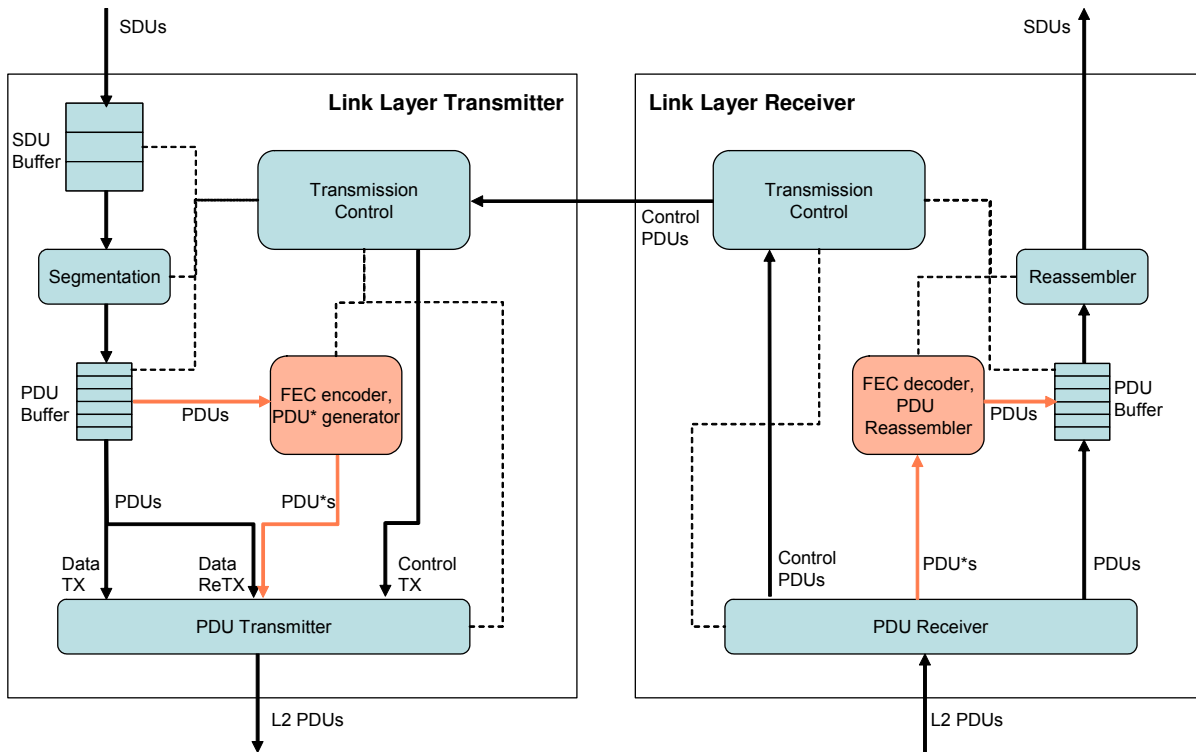 SDUs
SDUs
Link Layer Transmitter
Link Layer Receiver
SDU
Buffer
Transmission
Control
Transmission
Control
Control
PDUs
Segmentation
Reassembler
PDU
Buffer
PDUs
FEC encoder,
PDU* generator
FEC decoder,
PDU
Reassembler
PDUs
PDU
Buffer
PDUs
PDU*s
Data
TX
Data
ReTX
Control
TX
Control
PDUs
PDU*s
PDUs
PDU Transmitter
PDU Receiver
L2 PDUs
L2 PDUs